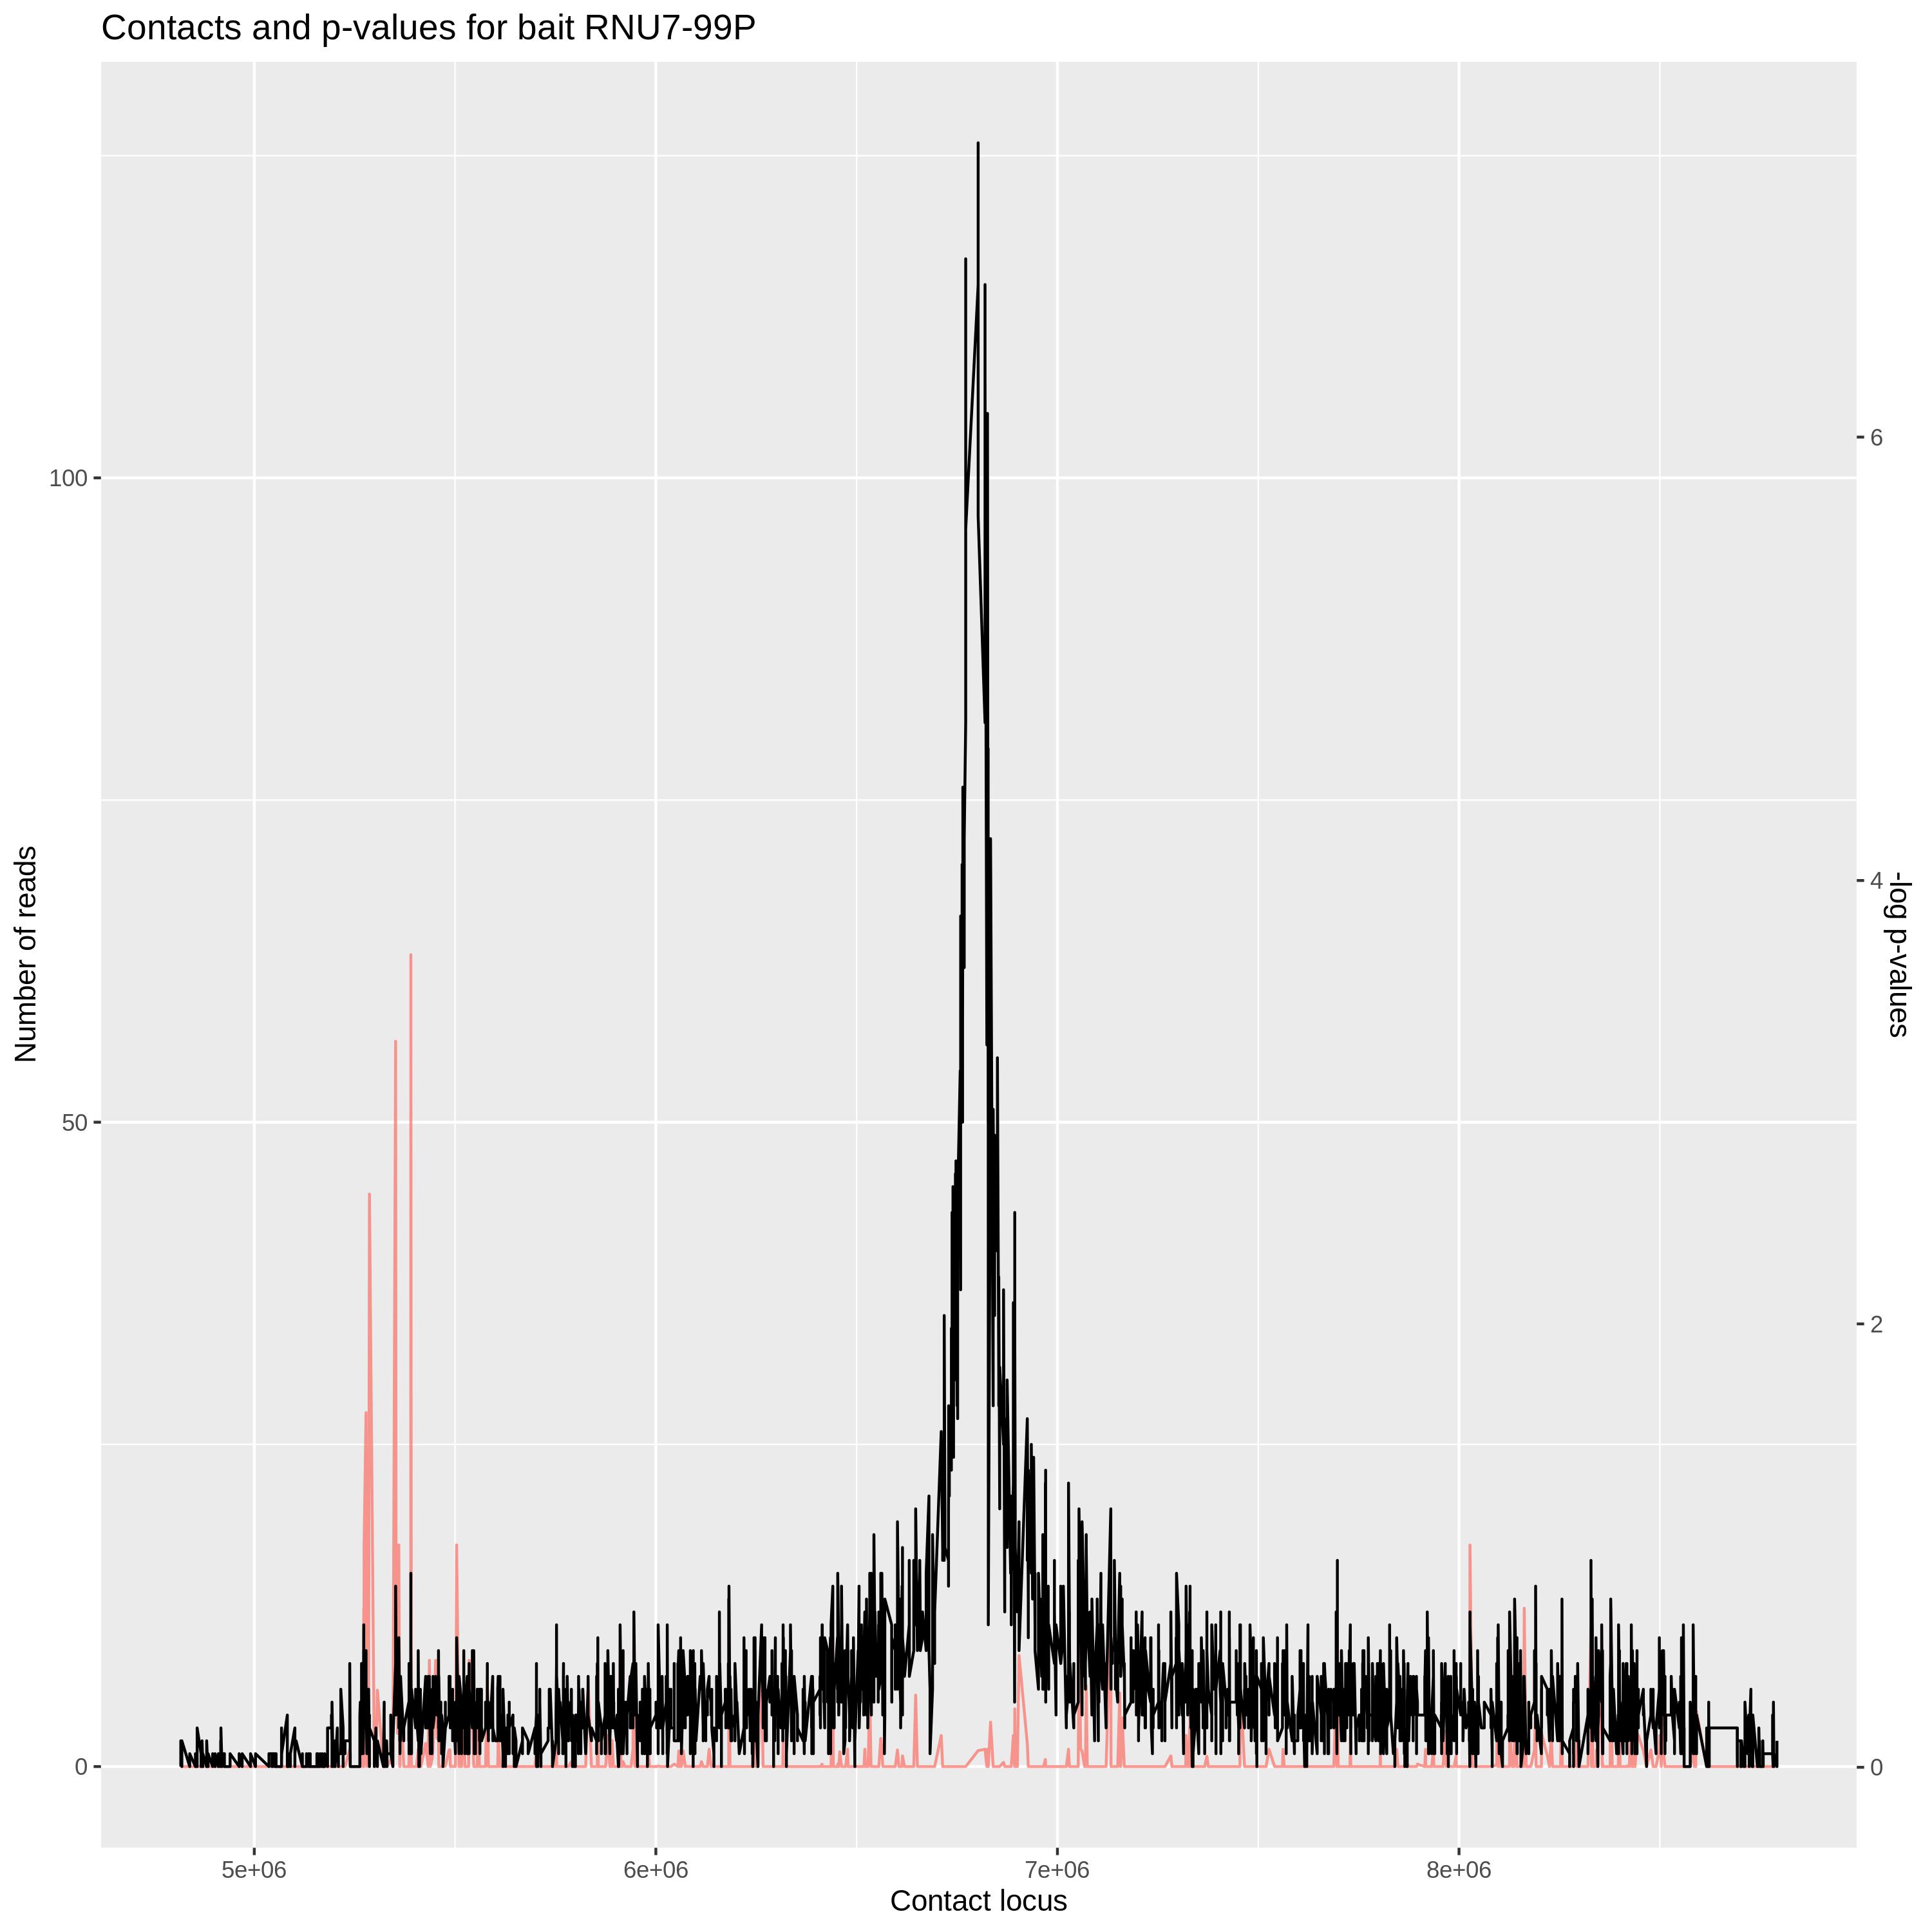 Contacts and p-values for bait RNU7-99P
Number of reads
100
50
0
6
4
2
0
-log p-values
5e+06 6e+06 7e+06 8e+06
Contact locus